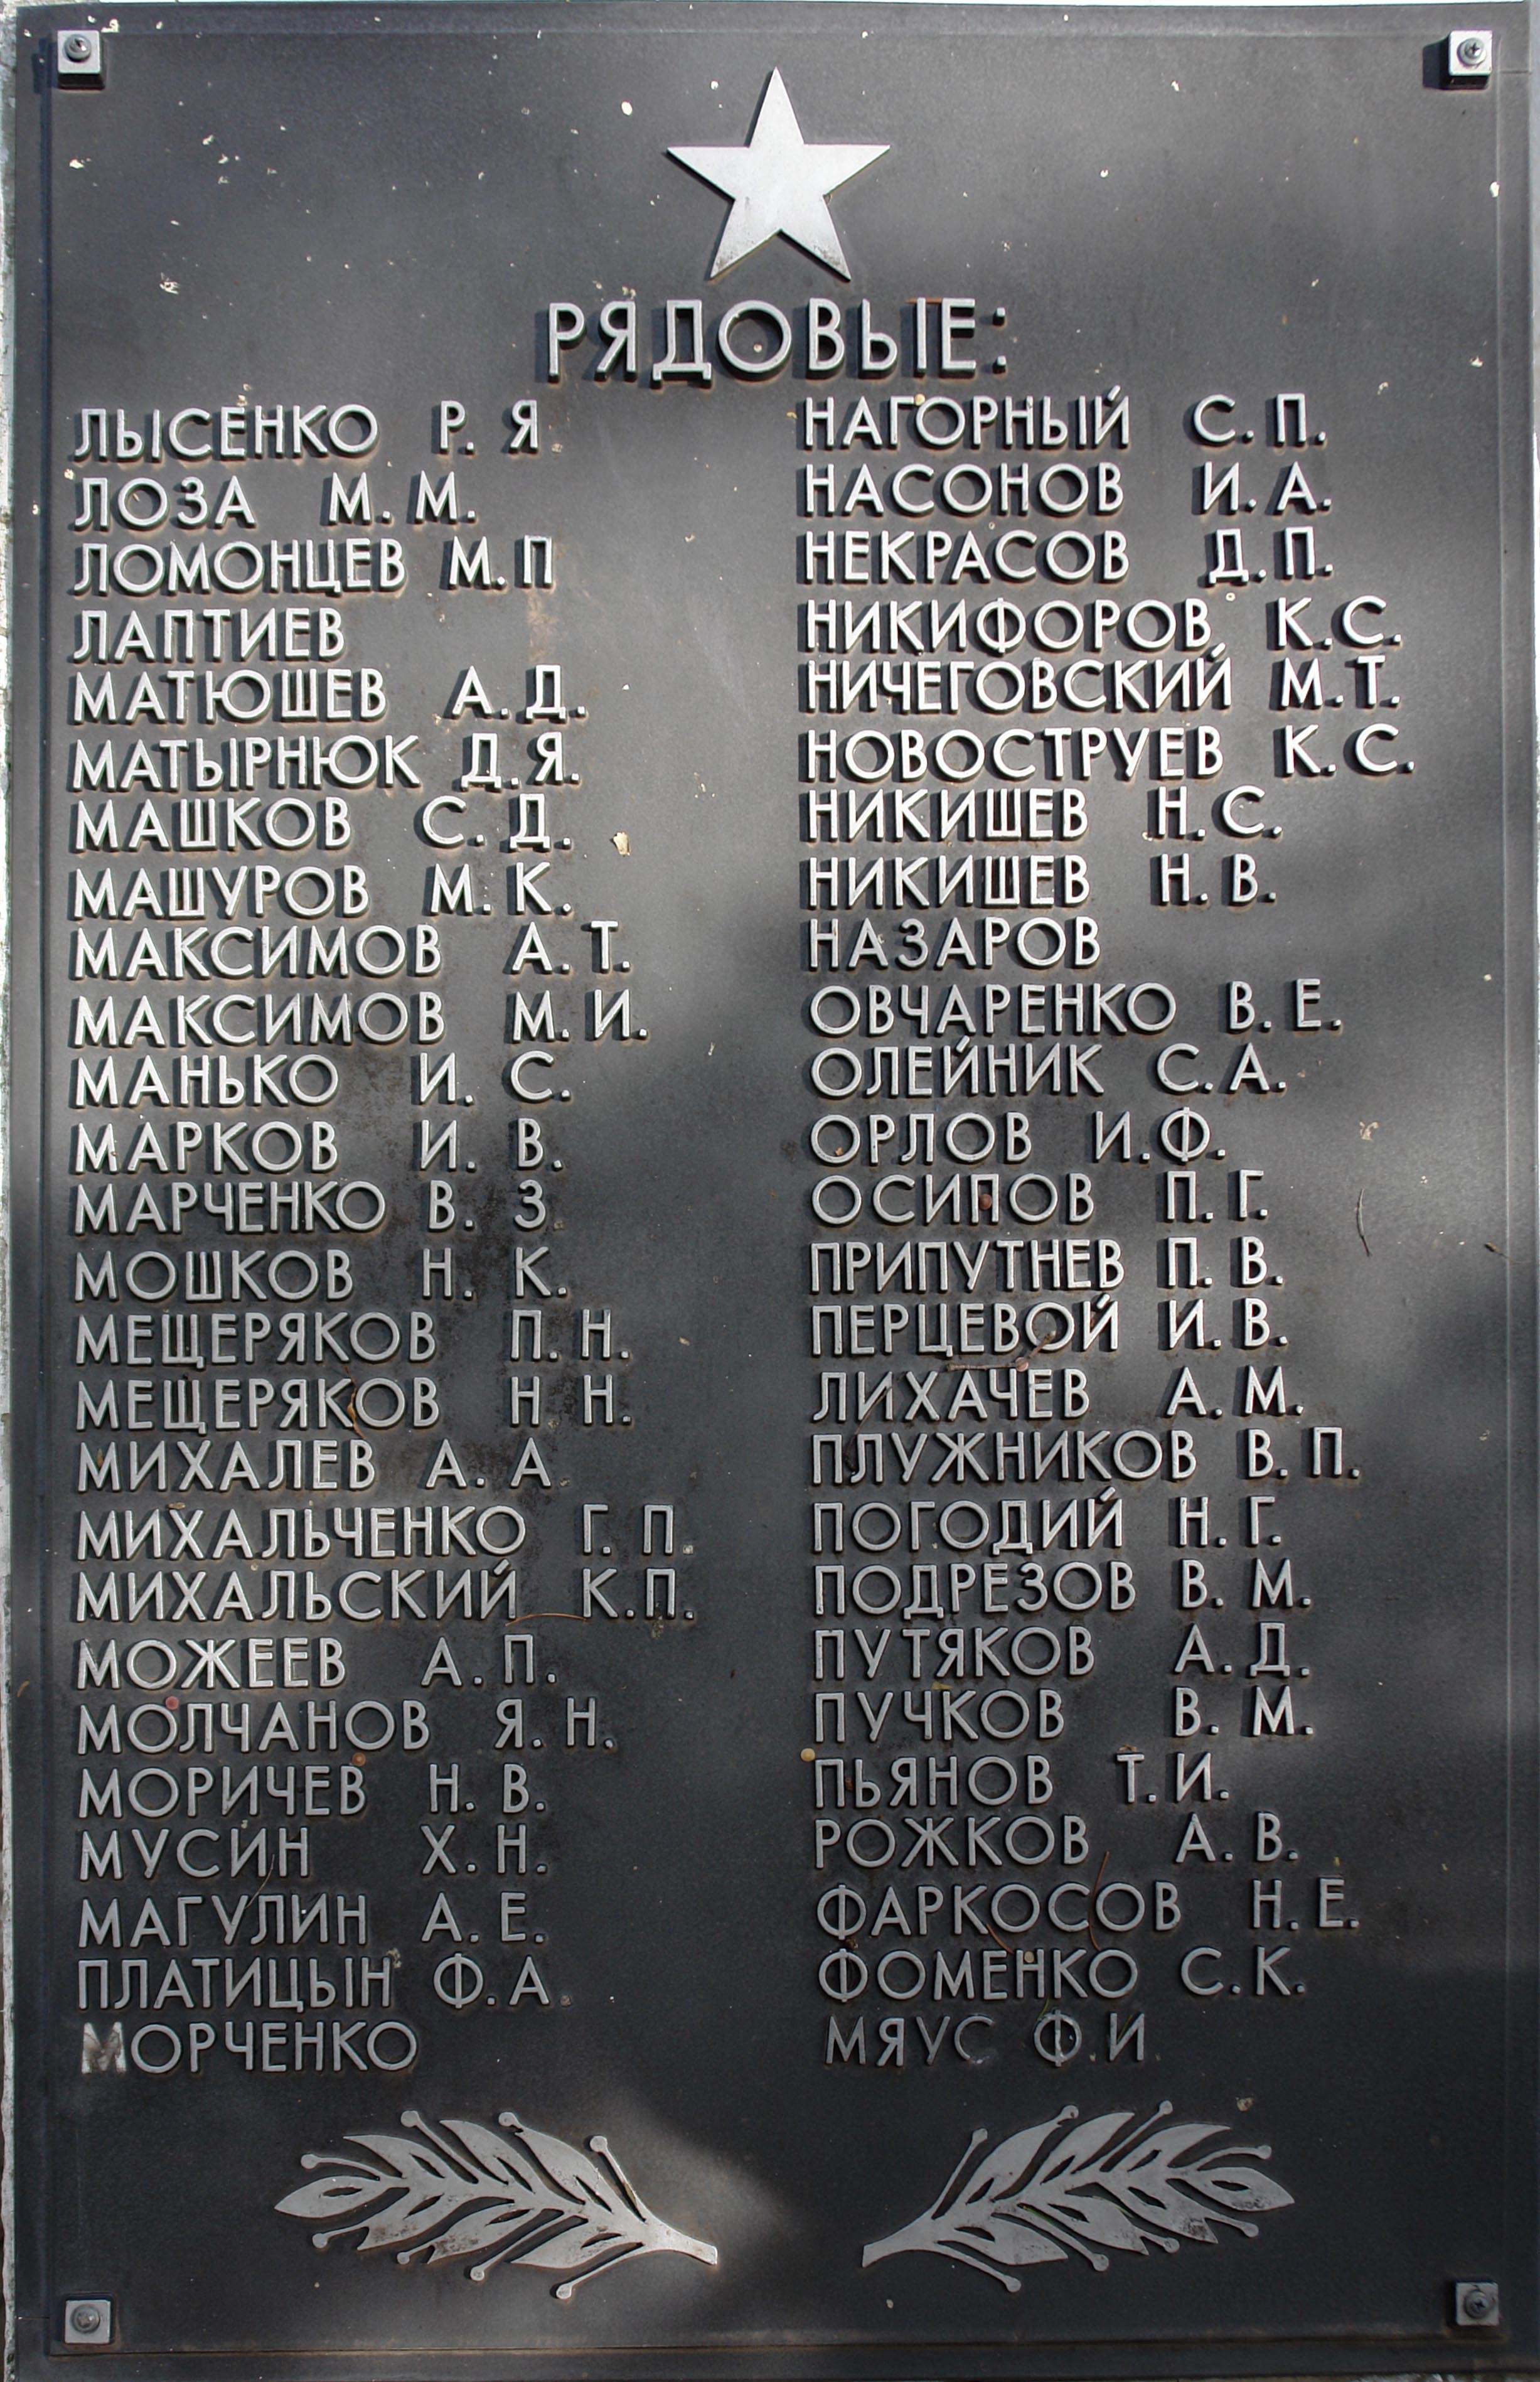 РЯДОВЫЕ:
ЛЫСЕНКО Р. Я
ЛОЗА М. М.
ЛОМОНЦЕВ М. П
ЛАПТИЕВ
МАТЮШЕВ А. Д.
МАТЫРНЮК Д. Я.
МАШКОВ С. Д.
МАШУРОВ М. К.
МАКСИМОВ А. Т.
МАКСИМОВ М. И.
МАНЬКО И. С.
МАРКОВ И. В.
МАРЧЕНКО В. З
МОШКОВ Н. К.
МЕЩЕРЯКОВ П. Н.
МЕЩЕРЯКОВ Н Н.
МИХАЛЕВ А. А
МИХАЛЬЧЕНКО Г. П.
МИХАЛЬСКИЙ К. П.
МОЖЕЕВ А. П.
МОЛЧАНОВ Я. Н.
МОРИЧЕВ Н. В.
МУСИН Х. Н.
МАГУЛИН А. Е.
ПЛАТИЦЫН Ф. А.
МОРЧЕНКО
НАГОРНЫЙ С. П.
НАСОНОВ И. А.
НЕКРАСОВ Д. П.
НИКИФОРОВ К. С.
НИЧЕГОВСКИЙ М. Т.
НОВОСТРУЕВ К. С.
НИКИШЕВ Н. С.
НИКИШЕВ Н. В.
НАЗАРОВ
ОВЧАРЕНКО В. Е.
ОЛЕЙНИК С. А.
ОРЛОВ И. Ф.
ОСИПОВ П. Г.
ПРИПУТНЕВ П. В.
ПЕРЦЕВОЙ И. В.
ЛИХАЧЕВ А. М.
ПЛУЖНИКОВ В. П.
ПОГОДИЙ Н. Г.
ПОДРЕЗОВ В. М.
ПУТЯКОВ А. Д.
ПУЧКОВ В. М.
ПЬЯНОВ Т. И.
РОЖКОВ А. В.
ФАРКОСОВ Н. Е.
ФОМЕНКО С. К.
МЯУС Ф. И